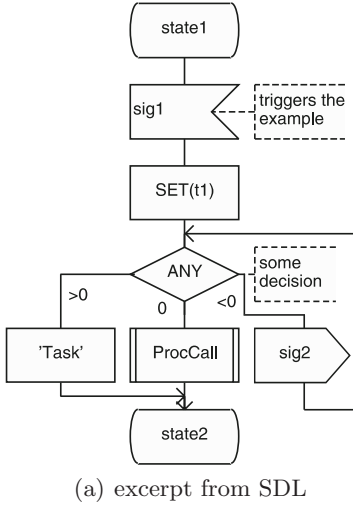 state1
sig1
triggers the
example
SET(t1)
ANY
some
decision
>0
0
<0
'Task'
ProcCall
sig2
state2
(a) excerpt from SDL